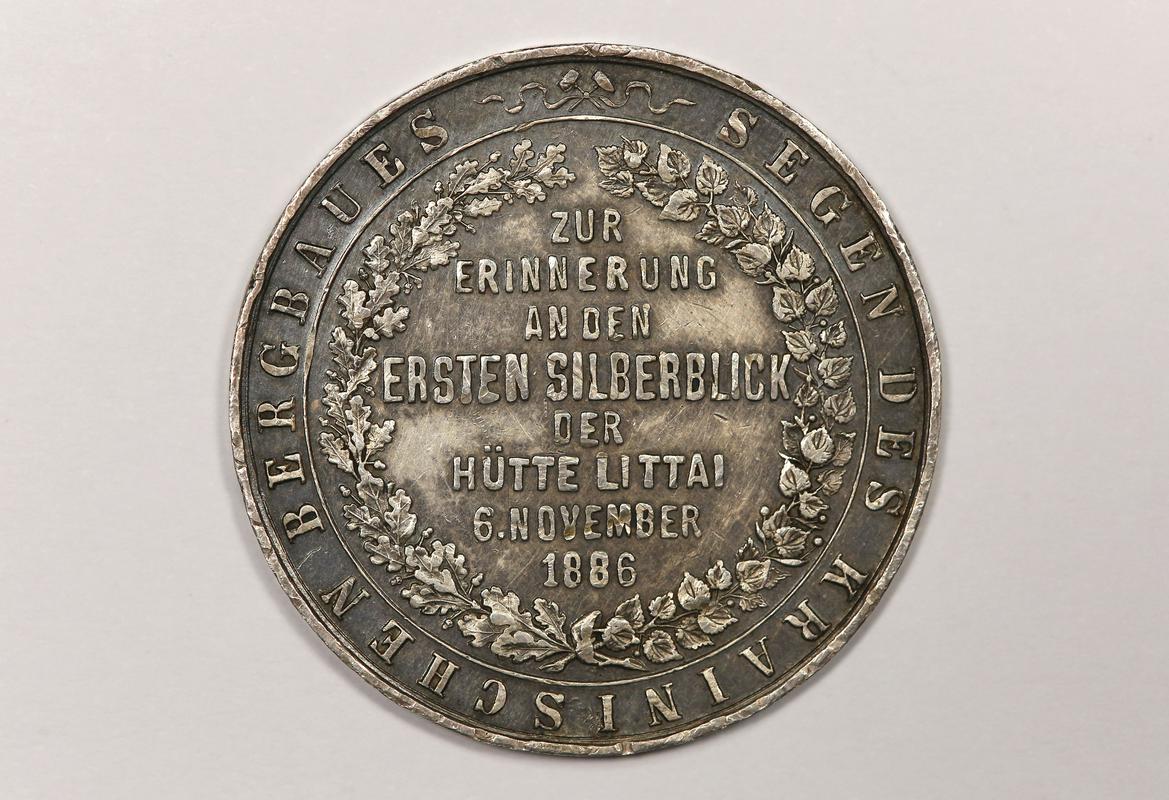 SEGEN DES KRAINISCHEN BERGBAUES
ZUR
ERINNERUNG
AN DEN
ERSTEN SILBERBLICK
DER
HÜTTE LITTAI
6. NOVEMBER
1886